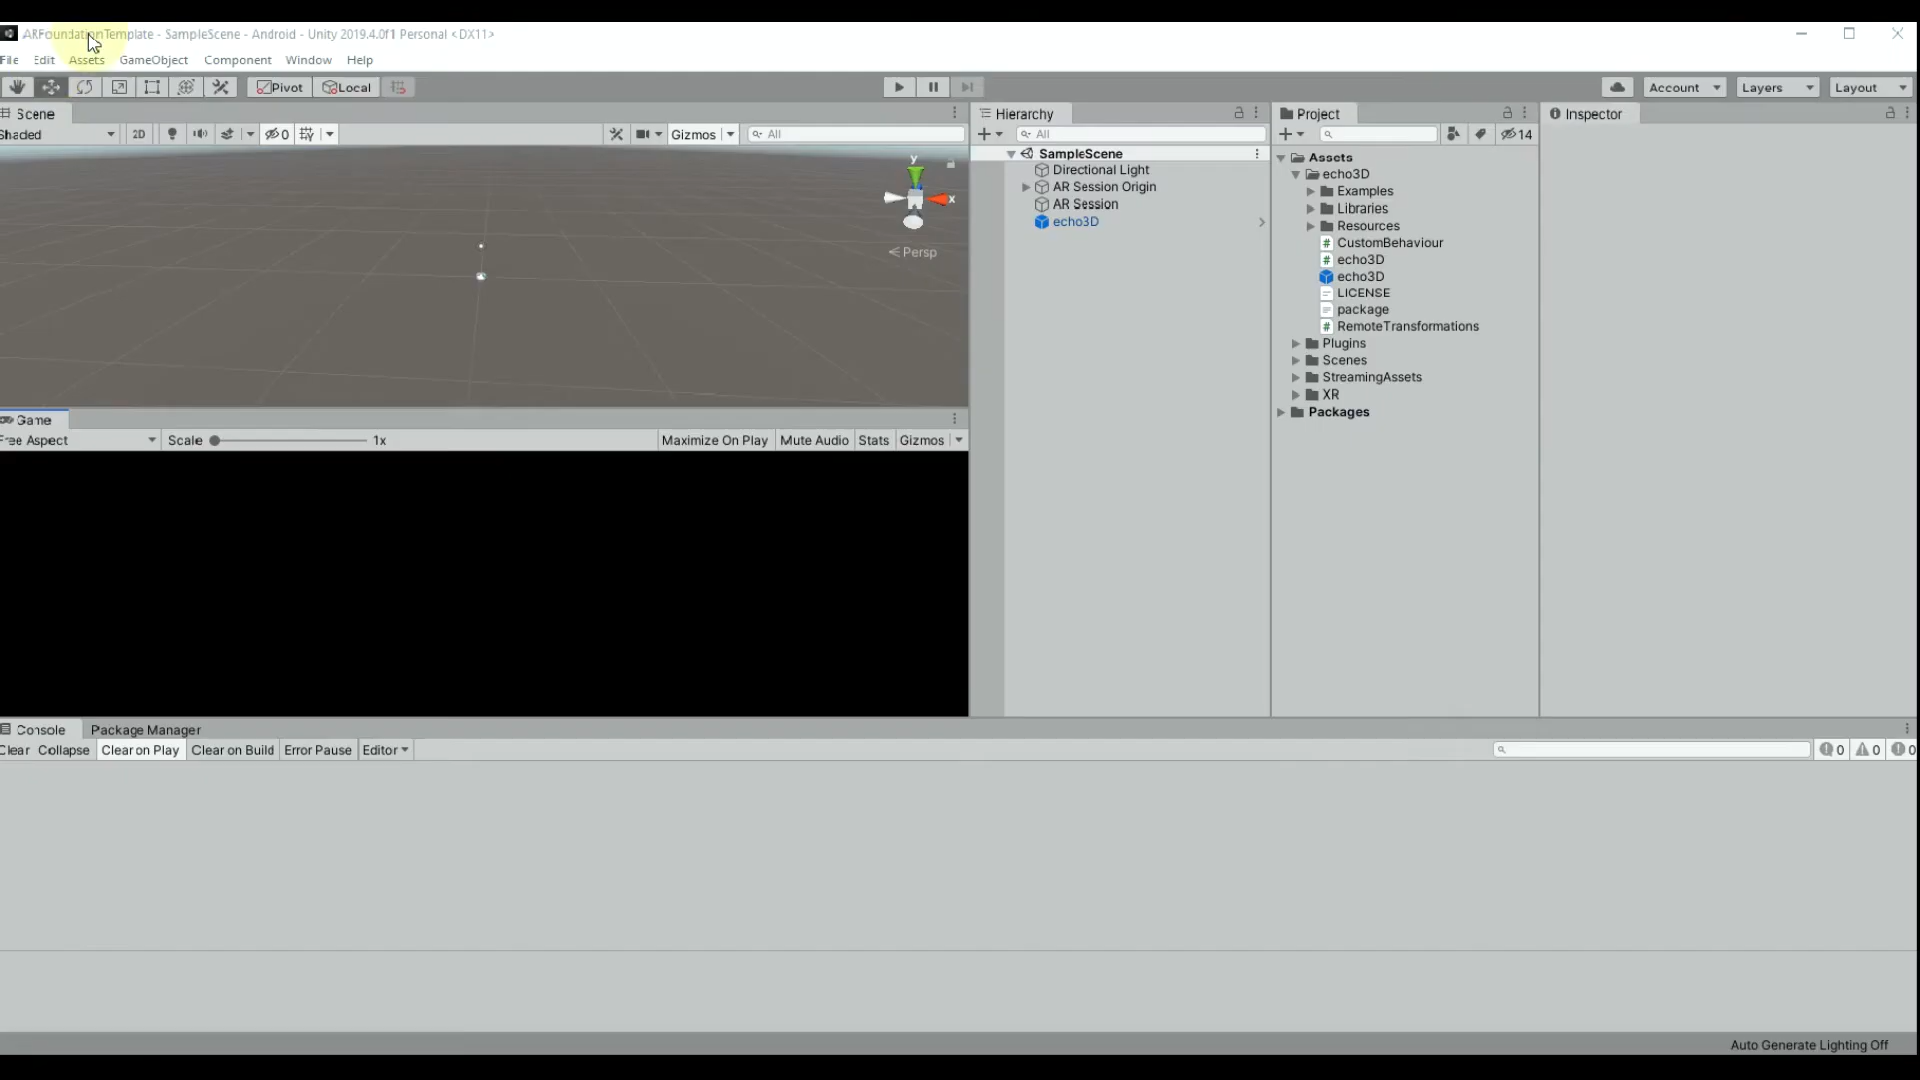 ARFoundationTemplate - SampleScene - Android - Unity 2019.4.0f1 Personal <DX11>
File Edit Assets GameObject Component Window Help
Pivot Local Account Layers Layout
Scene
Shaded 2D 0 Gizmos All
y
x
Persp
Game
Free Aspect Scale 1x Maximize On Play Mute Audio Stats Gizmos
Hierarchy
All
SampleScene
Directional Light
AR Session Origin
AR Session
echo3D
Project
14
Assets
echo3D
Examples
Libraries
Resources
CustomBehaviour
echo3D
echo3D
LICENSE
package
RemoteTransformations
Plugins
Scenes
StreamingAssets
XR
Packages
Inspector
Console Package Manager
Clear Collapse Clear on Play Clear on Build Error Pause Editor 0 0 0
Auto Generate Lighting Off